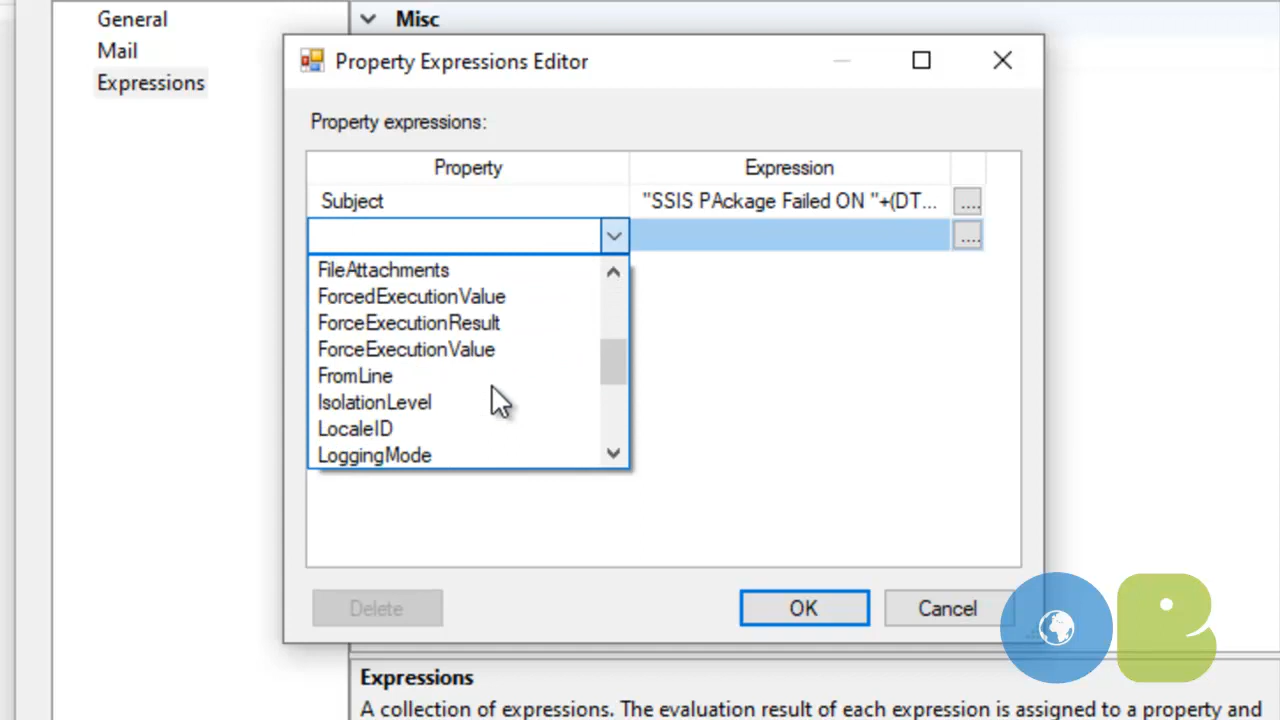 General
Misc
Mail
Expressions
Property Expressions Editor
Property expressions:
Property Expression
Subject "SSIS PAckage Failed ON "+(DT... ....
....
FileAttachments
ForcedExecutionValue
ForceExecutionResult
ForceExecutionValue
FromLine
IsolationLevel
LocaleID
LoggingMode
Delete OK Cancel
Expressions
A collection of expressions. The evaluation result of each expression is assigned to a property and